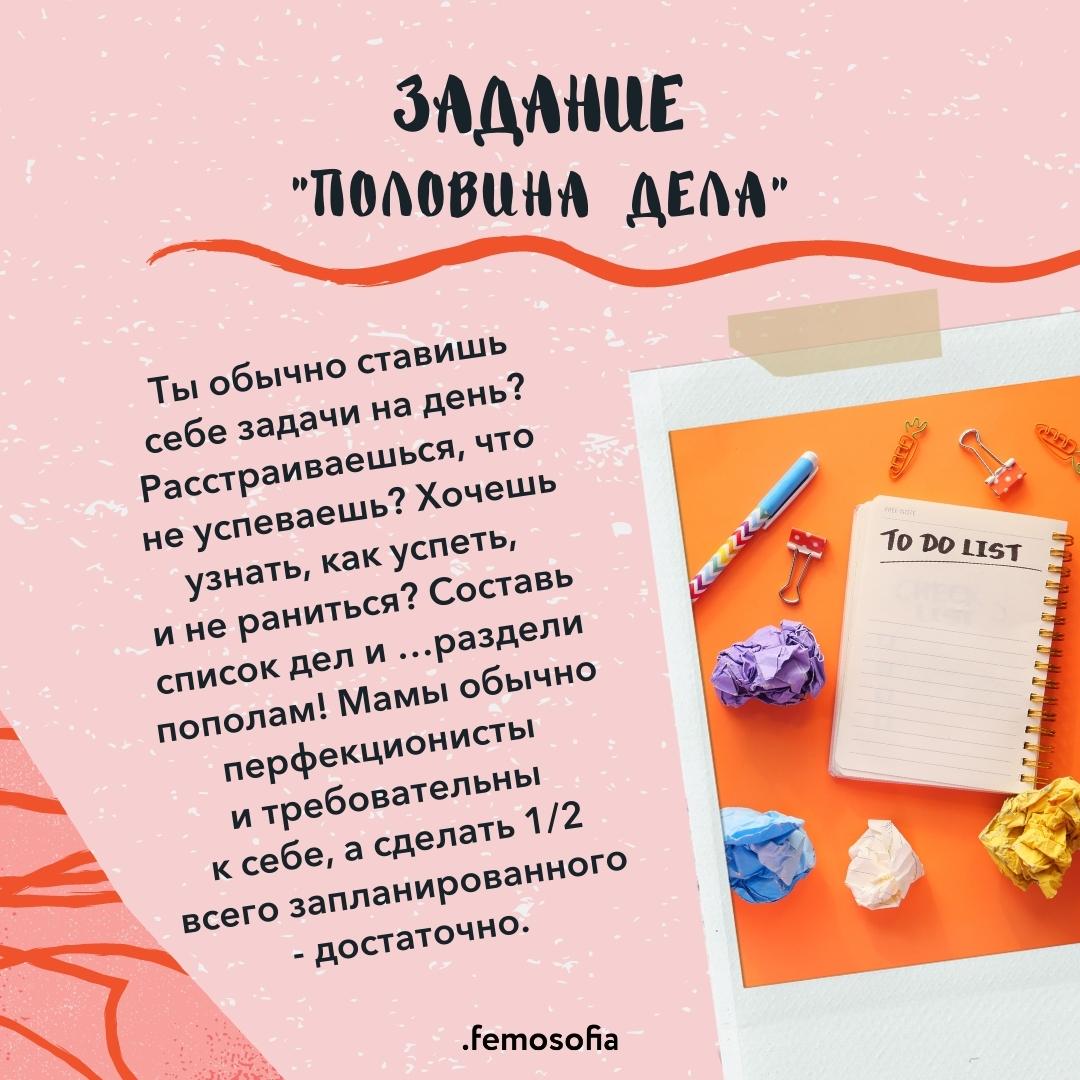 ЗАДАНИЕ
"ПОЛОВИНА ДЕЛА"
Ты обычно ставишь
себе задачи на день?
Расстраиваешься, что
не успеваешь? Хочешь
узнать, как успеть,
и не раниться? Составь
список дел и ...раздели
пополам! Мамы обычно
перфекционисты
и требовательны
к себе, а сделать 1/2
всего запланированного
- достаточно.
FREE NOTE
TO DO LIST
.femosofia